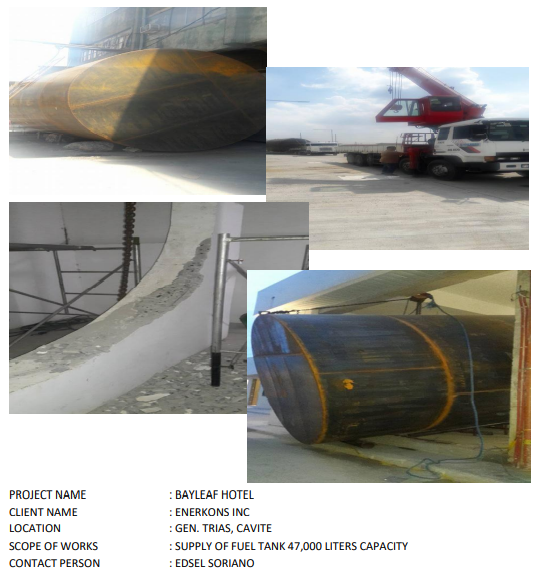 PROJECT NAME : BAYLEAF HOTEL
CLIENT NAME : ENERKONS INC
LOCATION : GEN. TRIAS, CAVITE
SCOPE OF WORKS : SUPPLY OF FUEL TANK 47,000 LITERS CAPACITY
CONTACT PERSON : EDSEL SORIANO